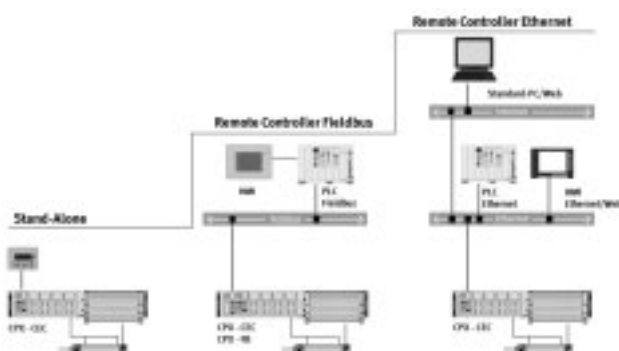 Remote Controller Ethernet
Standard-PC/Web
Remote Controller Fieldbus
HMI
PLC
Fieldbus
PLC
Ethernet
HMI
Ethernet/Web
Stand-Alone
CPX - CEC
CPX - CEC
CPX - FB
CPX - CEC